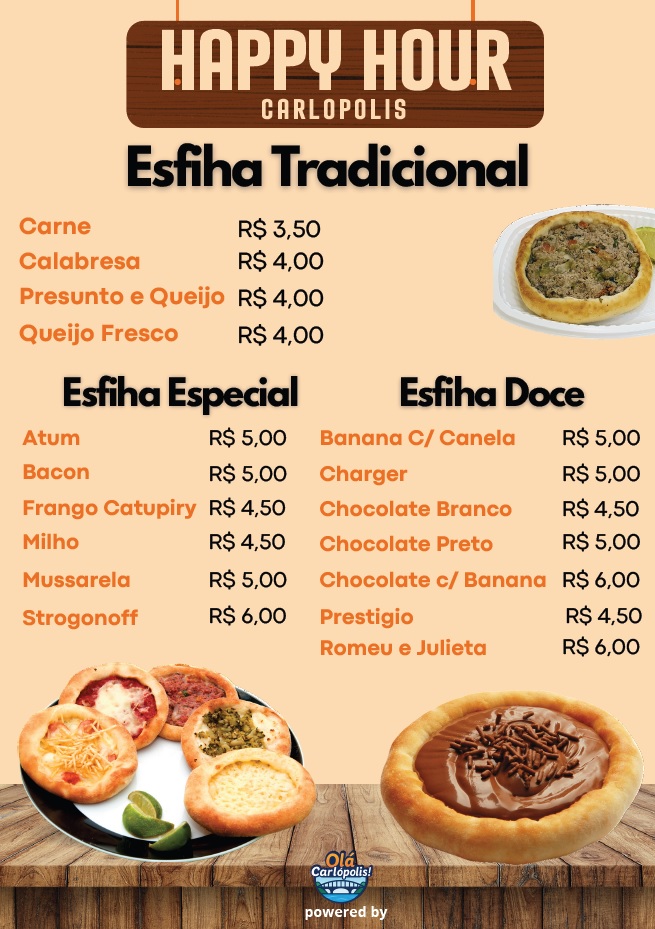 HAPPY HOUR
CARLOPOLIS
Esfiha Tradicional
Carne R$ 3,50
Calabresa R$ 4,00
Presunto e Queijo R$ 4,00
Queijo Fresco R$ 4,00
Esfiha Especial
Atum R$ 5,00
Bacon R$ 5,00
Frango Catupiry R$ 4,50
Milho R$ 4,50
Mussarela R$ 5,00
Strogonoff R$ 6,00
Esfiha Doce
Banana C/ Canela R$ 5,00
Charger R$ 5,00
Chocolate Branco R$ 4,50
Chocolate Preto R$ 5,00
Chocolate c/ Banana R$ 6,00
Prestigio R$ 4,50
Romeu e Julieta R$ 6,00
Olá
Carlópolis!
powered by